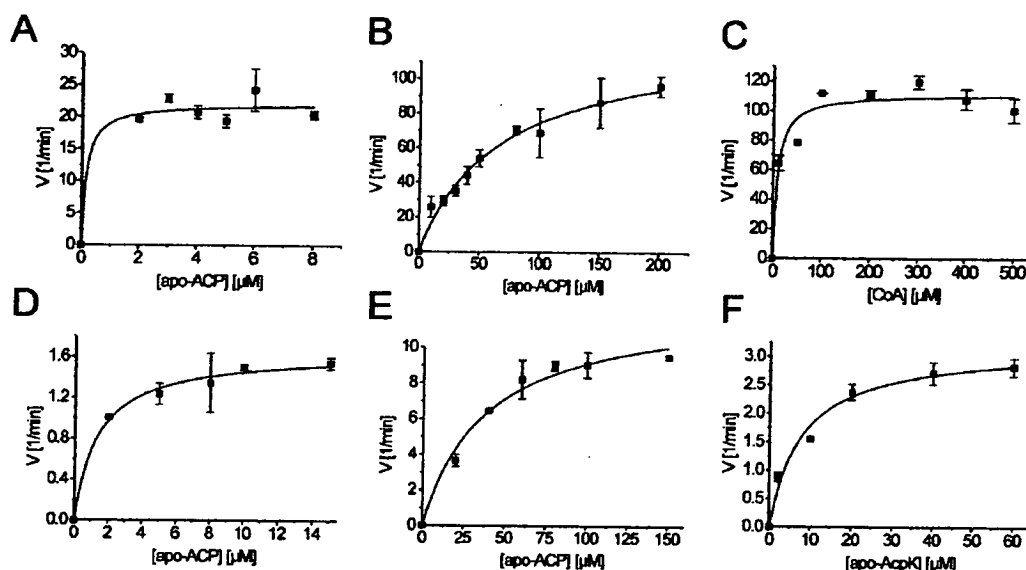 A
V [1/min]
30
25
20
15
10
5
0
0 2 4 6 8
[apo-ACP] [µM]
B
V [1/min]
100
80
60
40
20
0
0 50 100 150 200
[apo-ACP] [µM]
C
V [1/min]
120
100
80
60
40
20
0
0 100 200 300 400 500
[CoA] [µM]
D
V [1/min]
1.6
1.2
0.8
0.4
0.0
0 2 4 6 8 10 12 14
[apo-ACP] [µM]
E
V [1/min]
10
8
6
4
2
0
0 25 50 75 100 125 150
[apo-ACP] [µM]
F
V [1/min]
3.0
2.5
2.0
1.5
1.0
0.5
0.0
0 10 20 30 40 50 60
[apo-AcpK] [µM]